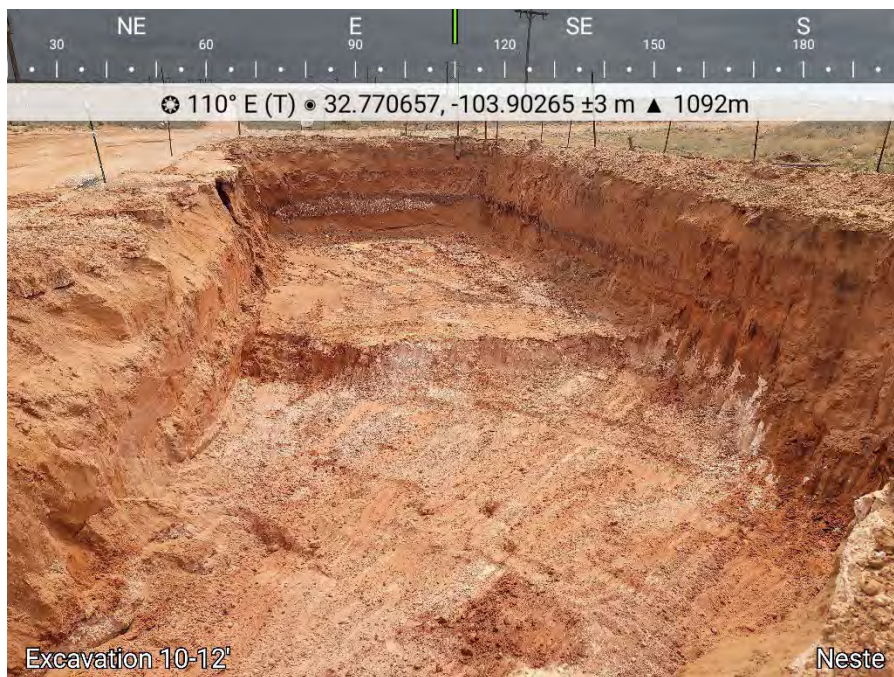 NE E SE S
30 60 90 120 150 180
110° E (T) 32.770657, -103.90265 ±3 m ▲ 1092m
Excavation 10-12' Neste